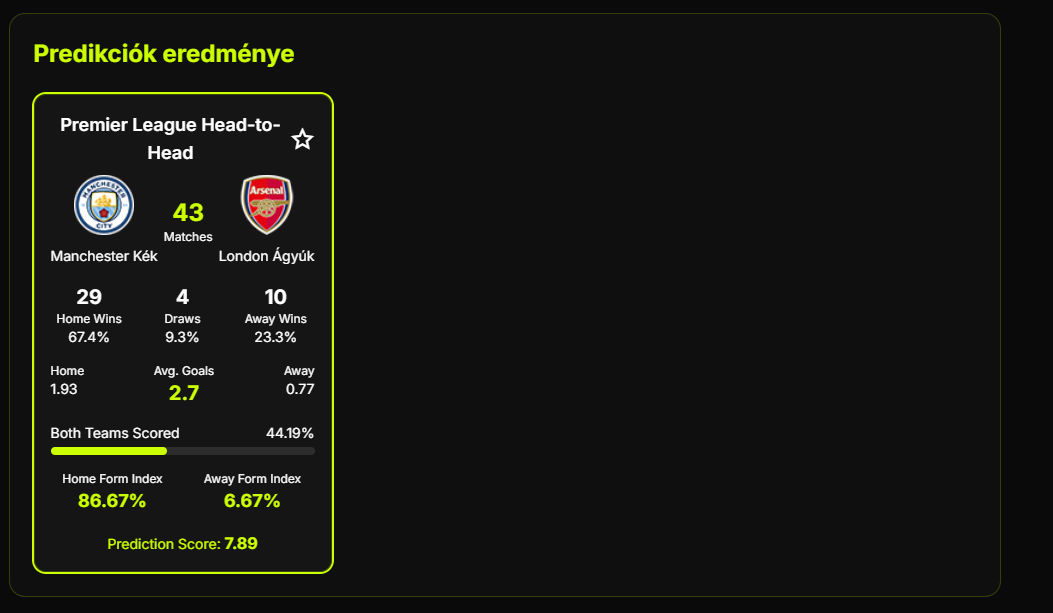 Predikciók eredménye
Premier League Head-to-
Head
MANCHESTER
CITY
Arsenal
43
Matches
Manchester Kék
London Ágyúk
29
4
10
Home Wins
Draws
Away Wins
67.4%
9.3%
23.3%
Home
Avg. Goals
Away
1.93
2.7
0.77
Both Teams Scored
44.19%
Home Form Index
Away Form Index
86.67%
6.67%
Prediction Score: 7.89